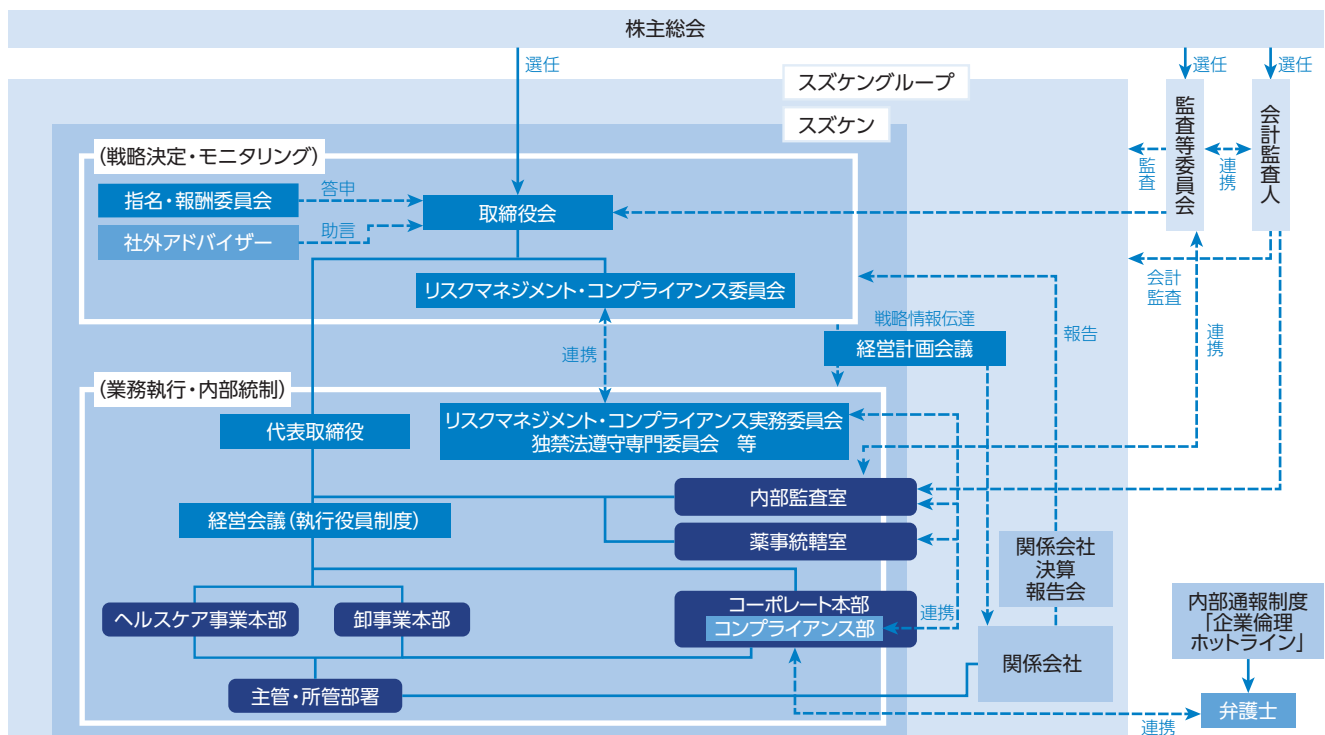 株主総会
選任
選任
選任
スズケングループ
スズケン
監査等委員会
会計監査人
(戦略決定・モニタリング)
監査
連携
指名・報酬委員会
答申
取締役会
社外アドバイザー
助言
会計
監査
リスクマネジメント・コンプライアンス委員会
戦略情報伝達
報告
連携
経営計画会議
連携
(業務執行・内部統制)
代表取締役
リスクマネジメント・コンプライアンス実務委員会
独禁法遵守専門委員会　等
内部監査室
経営会議(執行役員制度)
薬事統轄室
関係会社
決算
報告会
ヘルスケア事業本部
卸事業本部
コーポレート本部
コンプライアンス部
連携
内部通報制度
「企業倫理
ホットライン」
関係会社
主管・所管部署
連携
弁護士